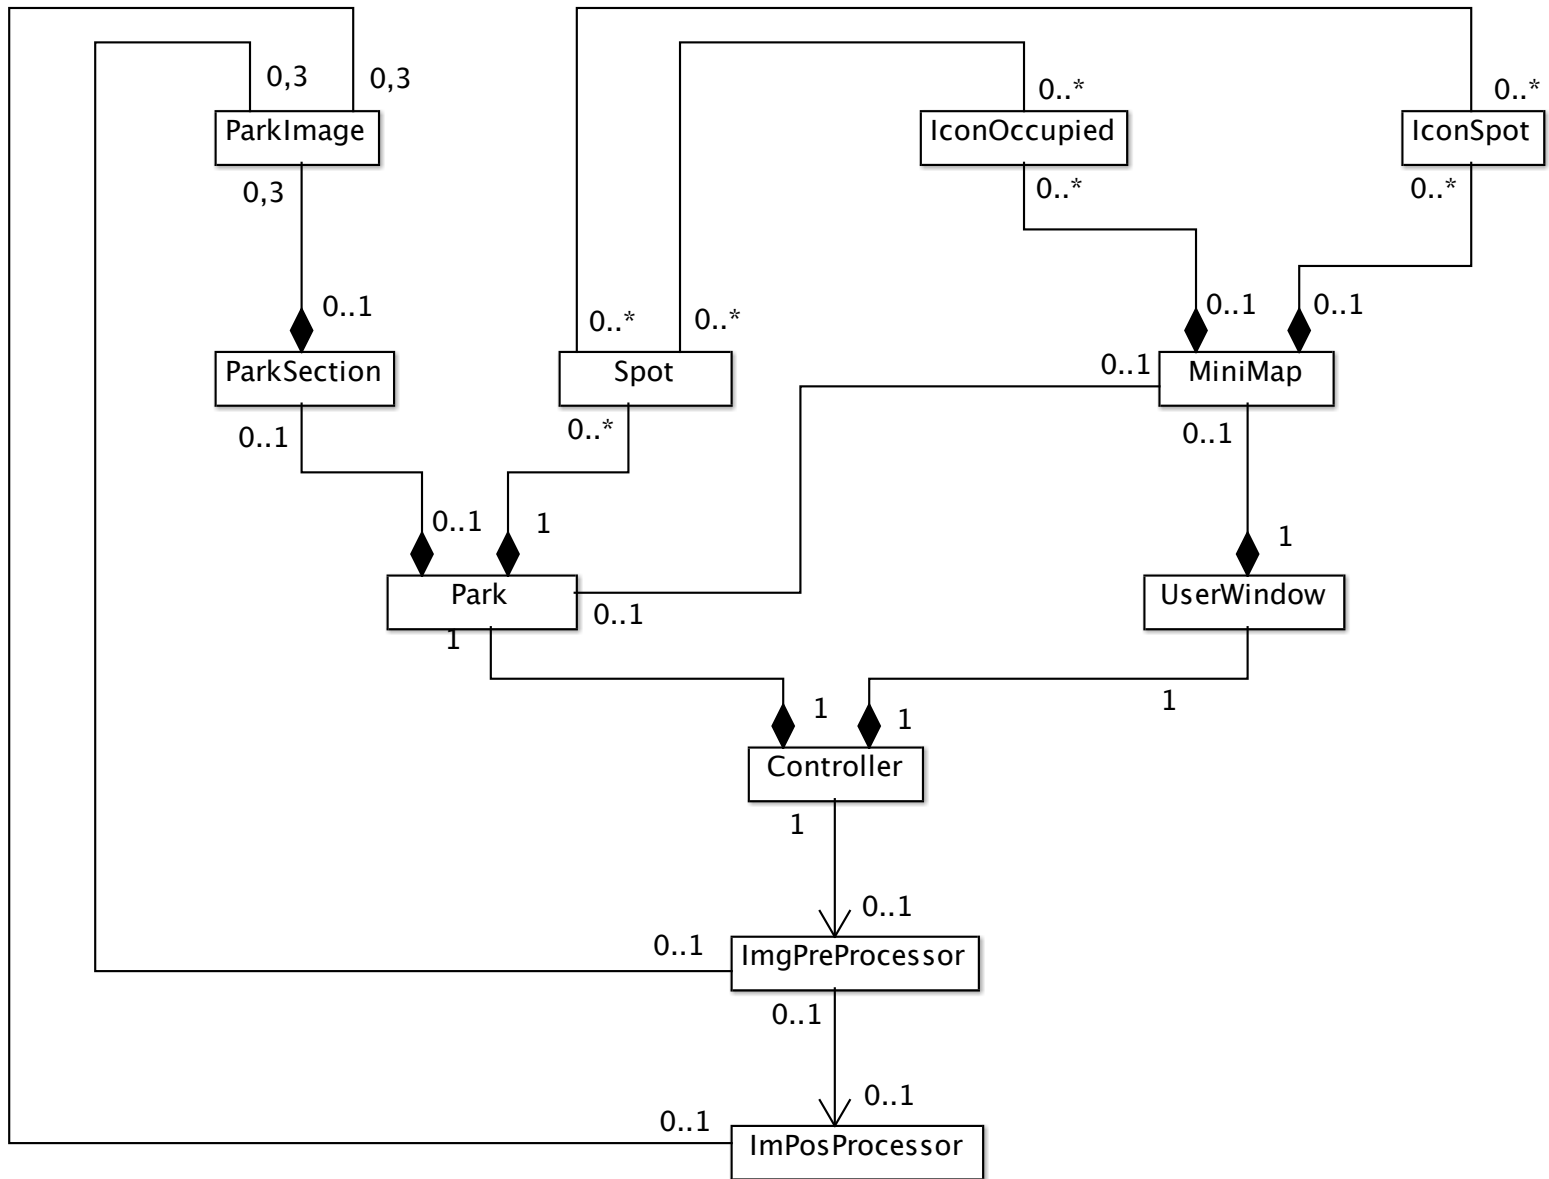 0,3
0,3
0..*
0..*
ParkImage
IconOccupied
IconSpot
0,3
0..*
0..*
0..1
0..*
0..*
0..1
0..1
ParkSection
Spot
0..1
MiniMap
0..1
0..*
0..1
0..1
1
1
Park
0..1
UserWindow
1
1
1
1
Controller
1
0..1
0..1
ImgPreProcessor
0..1
0..1
0..1
ImPosProcessor